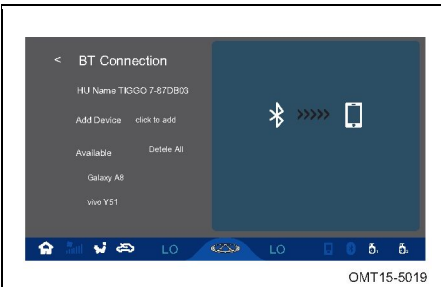 < BT Connection
HU Name TIGGO 7-87DB03
Add Device click to add
Available Detele All
Galaxy A8
vivo Y51
LO LO
OMT15-5019